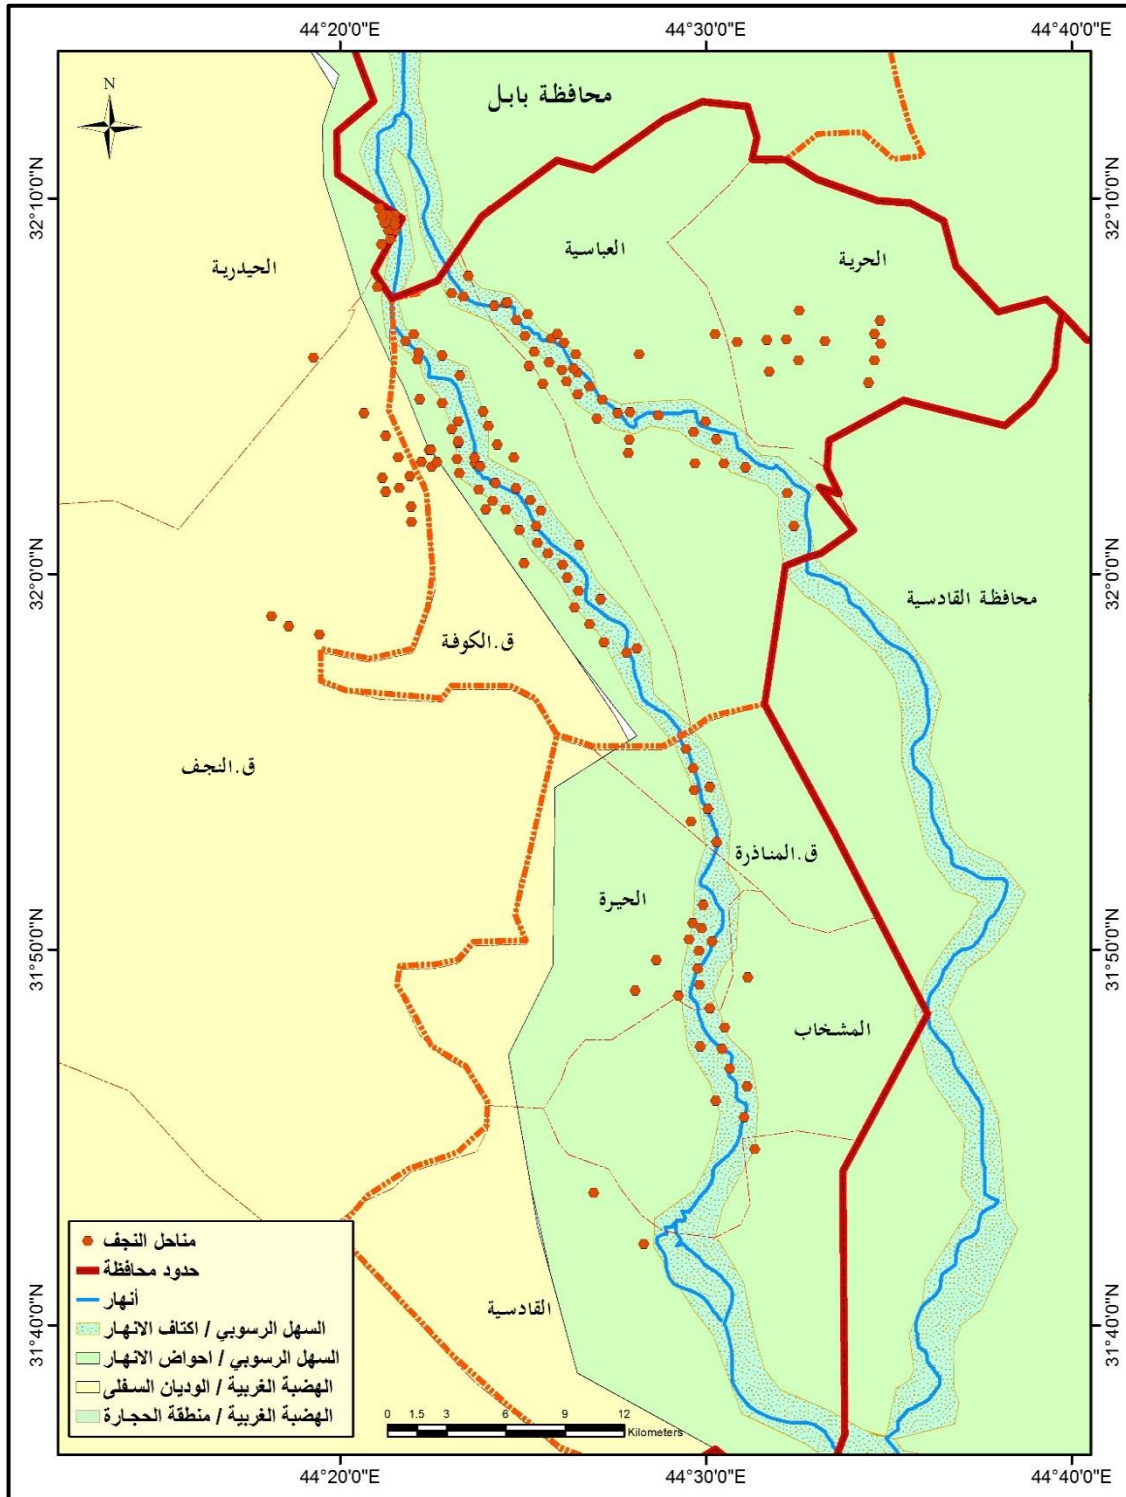 44°20'0"E 44°30'0"E 44°40'0"E
N
محافظة بابل
32°10'0"N 32°10'0"N
العباسية
الحرية
الحيدرية
32°0'0"N 32°0'0"N
محافظة القادسية
ق.الكوفة
ق.النجف
ق.المناذرة
الحيرة
31°50'0"N 31°50'0"N
المشخاب
القادسية
31°40'0"N 31°40'0"N
مناحل النجف
حدود محافظة
أنهار
السهل الرسوبي / اكتاف الانهار
السهل الرسوبي / احواض الانهار
الهضبة الغربية / الوديان السفلى
الهضبة الغربية / منطقة الحجارة
0 1.5 3 6 9 12
Kilometers
44°20'0"E 44°30'0"E 44°40'0"E